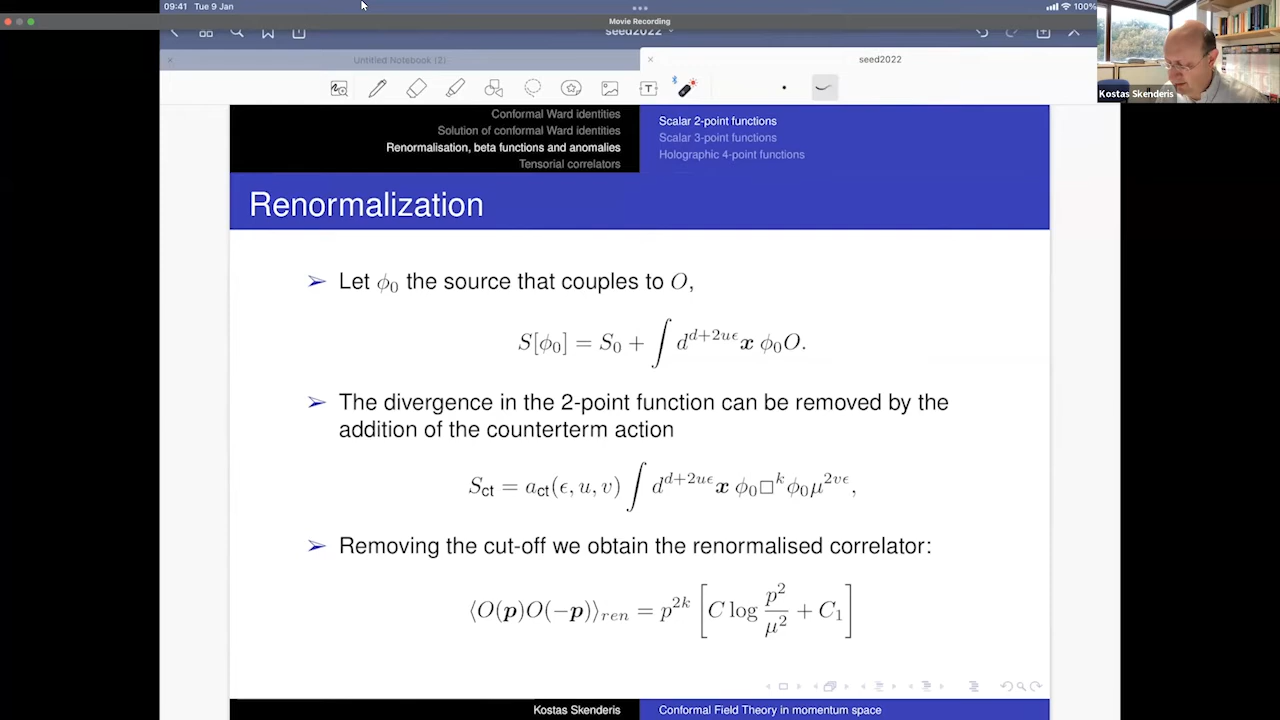 09:41 Tue 9 Jan
100%
Movie Recording
seed2022
Untitled Notebook (2)
seed2022
Kostas Skenderis
Conformal Ward identities
Solution of conformal Ward identities
Renormalisation, beta functions and anomalies
Tensorial correlators
Scalar 2-point functions
Scalar 3-point functions
Holographic 4-point functions
Renormalization
➢ Let ϕ₀ the source that couples to O,
S[ϕ₀] = S₀ + ∫ d^{d+2uϵ}x ϕ₀O.
➢ The divergence in the 2-point function can be removed by the
addition of the counterterm action
S_ct = a_ct(ϵ, u, v) ∫ d^{d+2uϵ}x ϕ₀□^kϕ₀μ^{2vϵ},
➢ Removing the cut-off we obtain the renormalised correlator:
⟨O(p)O(−p)⟩_ren = p^{2k} [C log p²/μ² + C₁]
Kostas Skenderis
Conformal Field Theory in momentum space